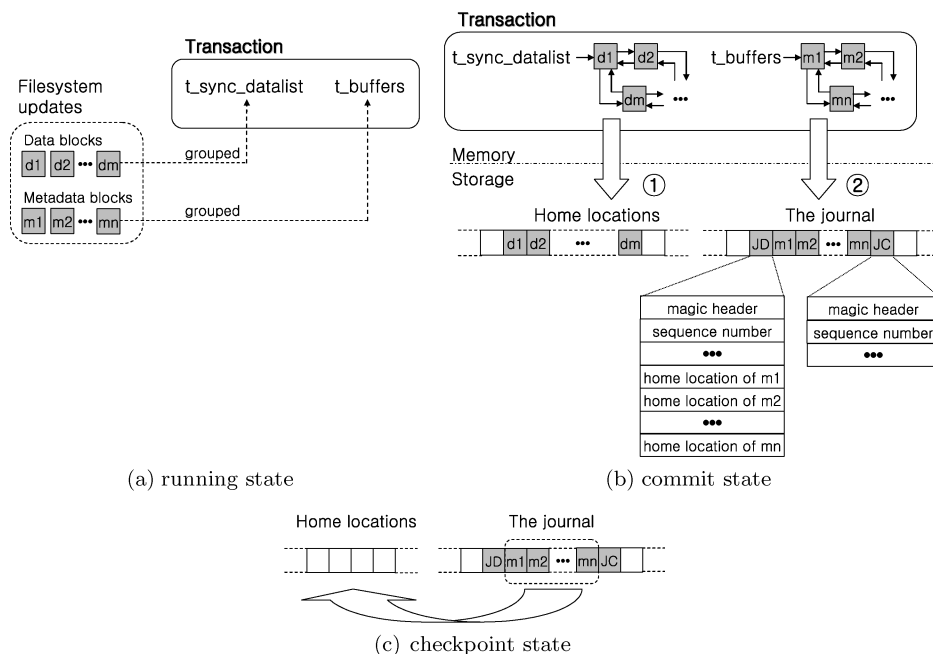 Transaction
t_sync_datalist t_buffers
Filesystem
updates
Data blocks
d1 d2 ••• dm
grouped
Metadata blocks
m1 m2 ••• mn
grouped
(a) running state
Transaction
t_sync_datalist d1 d2 t_buffers m1 m2
dm ••• mn •••
Memory
Storage
① ②
Home locations The journal
d1 d2 ••• dm JD m1 m2 ••• mn JC
magic header
sequence number
•••
home location of m1
home location of m2
•••
home location of mn
magic header
sequence number
•••
(b) commit state
Home locations The journal
JD m1 m2 ••• mn JC
(c) checkpoint state